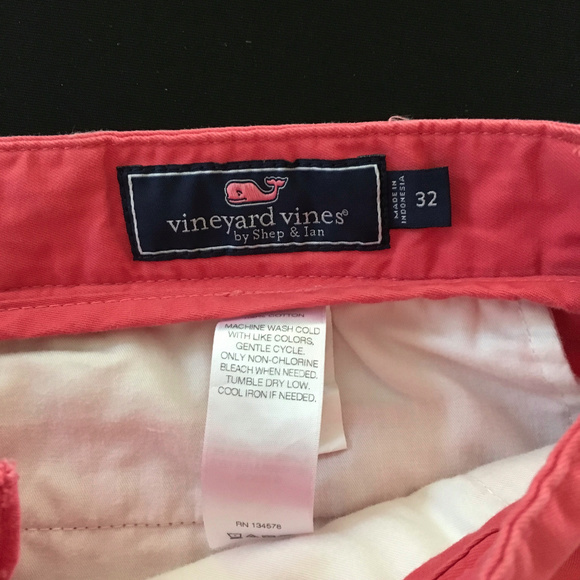 vineyard vines®
by Shep & Ian
MADE IN
INDONESIA
32
COTTON
MACHINE WASH COLD
WITH LIKE COLORS,
GENTLE CYCLE.
ONLY NON-CHLORINE
BLEACH WHEN NEEDED.
TUMBLE DRY LOW.
COOL IRON IF NEEDED.
RN 134576